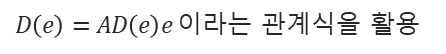 D(e) = AD(e)e 이라는 관계식을 활용